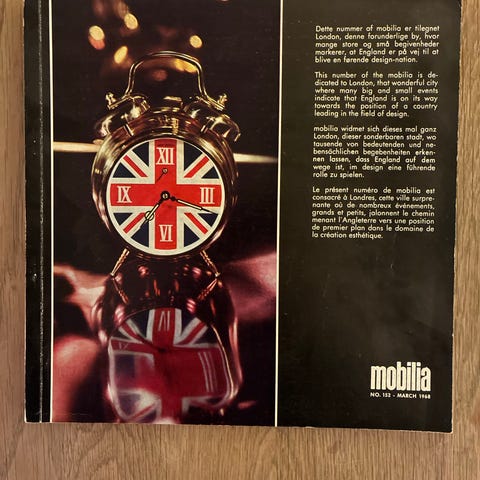 Dette nummer af mobilia er tilegnet
London, denne forunderlige by, hvor
mange store og små begivenheder
markerer, at England er på vej til at
blive en førende design-nation.
This number of the mobilia is de-
dicated to London, that wonderful city
where many big and small events
indicate that England is on its way
towards the position of a country
leading in the field of design.
mobilia widmet sich dieses mal ganz
London, dieser sonderbaren stadt, wo
tausende von bedeutenden und ne-
bensächlichen begebenheiten erken-
nen lassen, dass England auf dem
wege ist, im design eine führende
rolle zu spielen.
Le présent numéro de mobilia est
consacré à Londres, cette ville surpre-
nante où de nombreux événements,
grands et petits, jalonnent le chemin
menant l'Angleterre vers une position
de premier plan dans le domaine de
la création esthétique.
XII
IX
III
VI
mobilia
NO. 152 - MARCH 1968